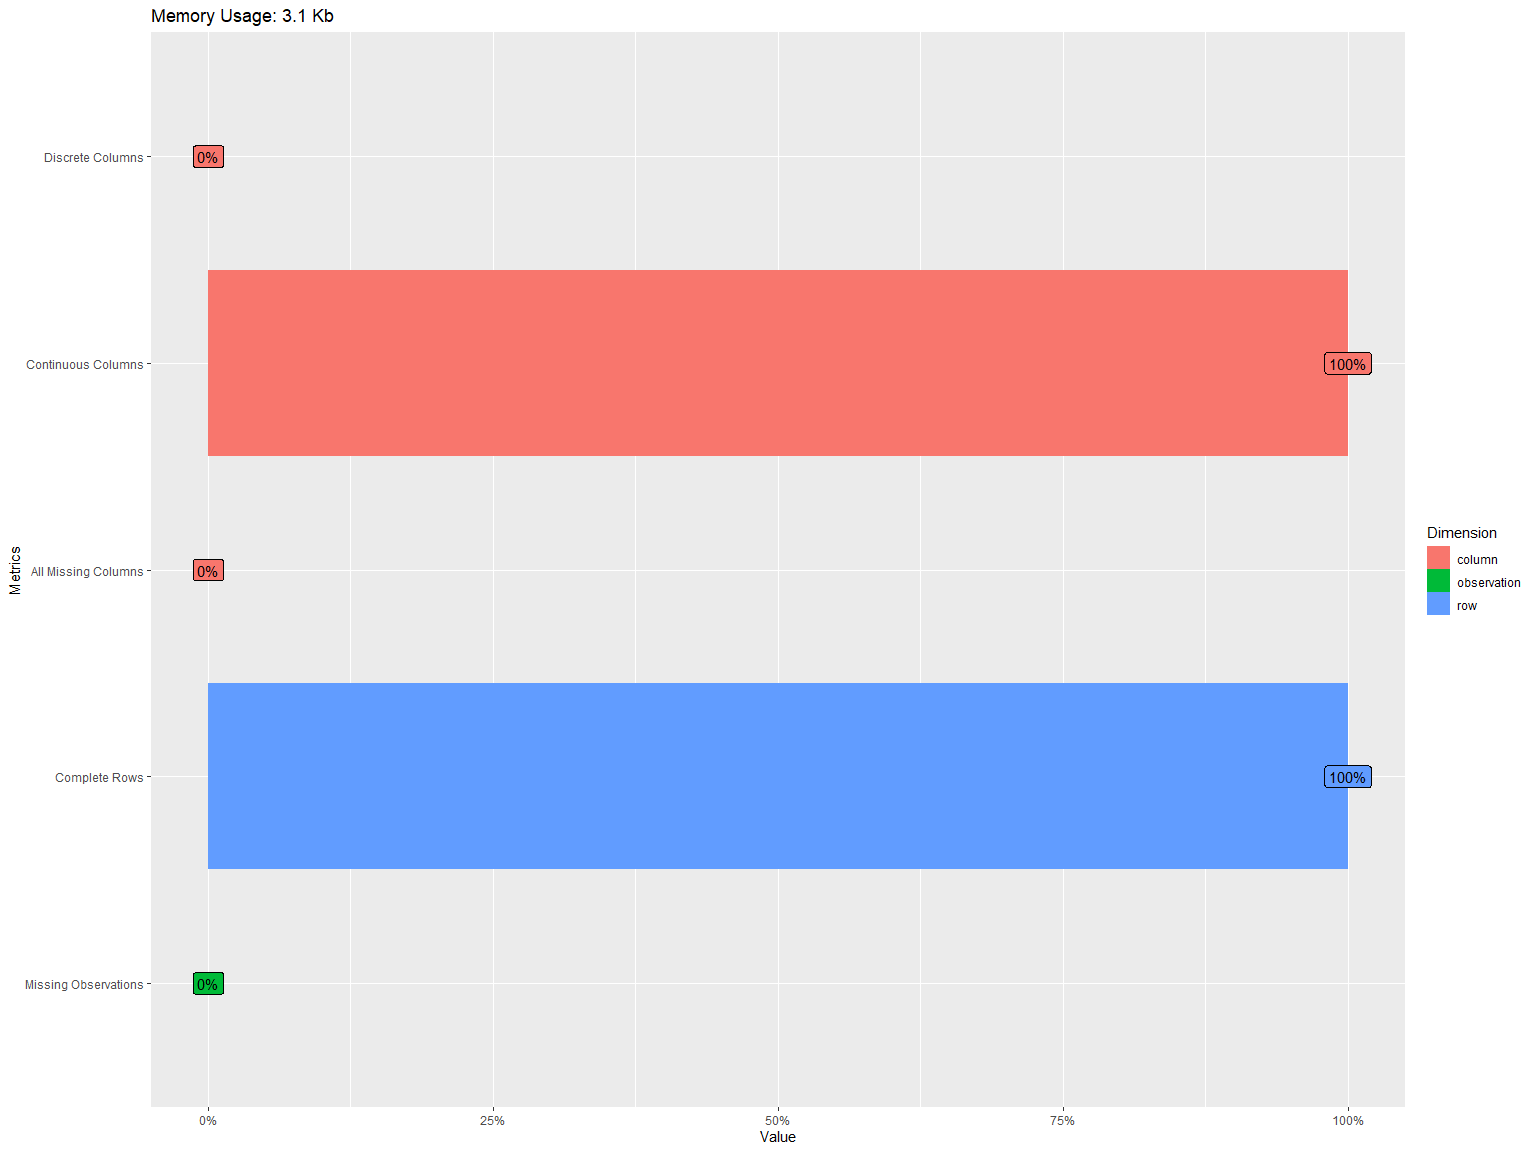 Memory Usage: 3.1 Kb
Metrics
Discrete Columns
0%
Continuous Columns
100%
All Missing Columns
0%
Complete Rows
100%
Missing Observations
0%
0% 25% 50% 75% 100%
Value
Dimension
column
observation
row